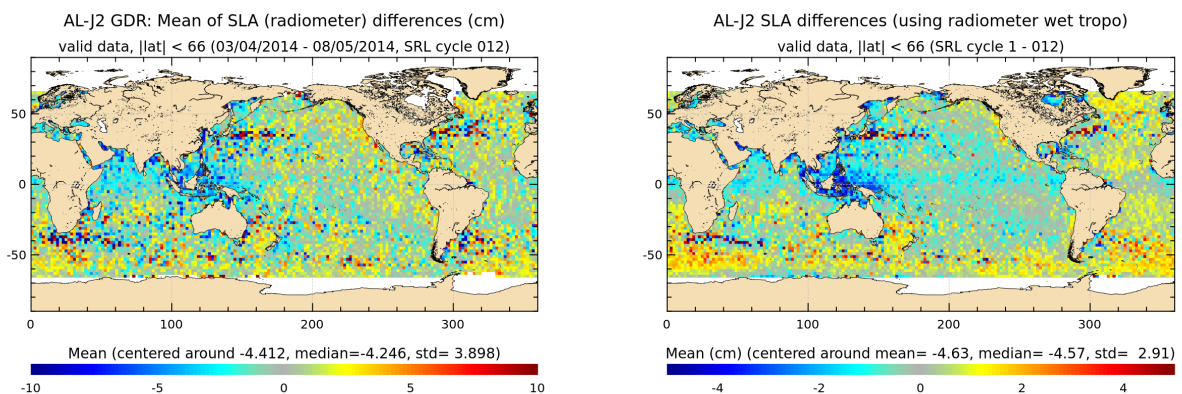 AL-J2 GDR: Mean of SLA (radiometer) differences (cm)
valid data, |lat| < 66 (03/04/2014 - 08/05/2014, SRL cycle 012)
50
0
-50
0 100 200 300
Mean (centered around -4.412, median=-4.246, std= 3.898)
-10 -5 0 5 10
AL-J2 SLA differences (using radiometer wet tropo)
valid data, |lat| < 66 (SRL cycle 1 - 012)
50
0
-50
0 100 200 300
Mean (cm) (centered around mean= -4.63, median= -4.57, std=  2.91)
-4 -2 0 2 4